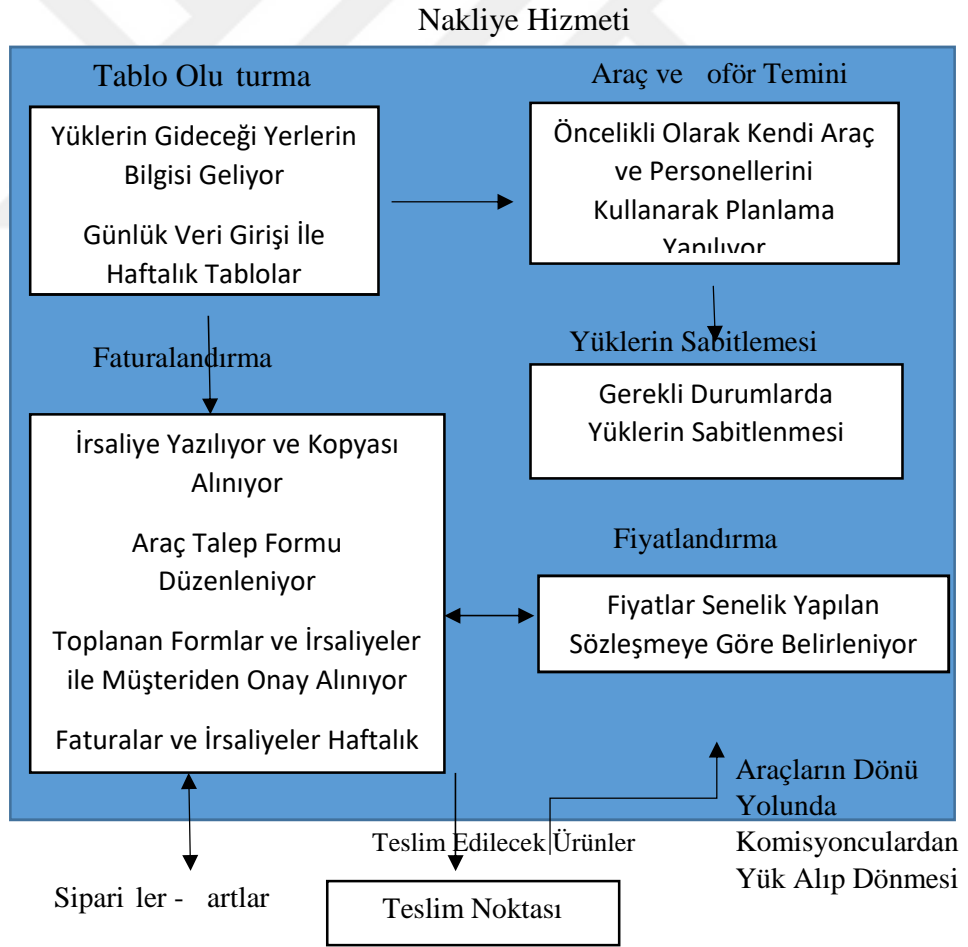 Nakliye Hizmeti
Tablo Olu turma
Yüklerin Gideceği Yerlerin
Bilgisi Geliyor
Günlük Veri Girişi İle
Haftalık Tablolar
Araç ve oför Temini
Öncelikli Olarak Kendi Araç
ve Personellerini
Kullanarak Planlama
Yapılıyor
Yüklerin Sabitlemesi
Gerekli Durumlarda
Yüklerin Sabitlenmesi
Faturalandırma
İrsaliye Yazılıyor ve Kopyası
Alınıyor
Araç Talep Formu
Düzenleniyor
Toplanan Formlar ve İrsaliyeler
ile Müşteriden Onay Alınıyor
Faturalar ve İrsaliyeler Haftalık
Fiyatlandırma
Fiyatlar Senelik Yapılan
Sözleşmeye Göre Belirleniyor
Araçların Dönü
Yolunda
Komisyonculardan
Yük Alıp Dönmesi
Teslim Edilecek Ürünler
Sipari ler - artlar
Teslim Noktası